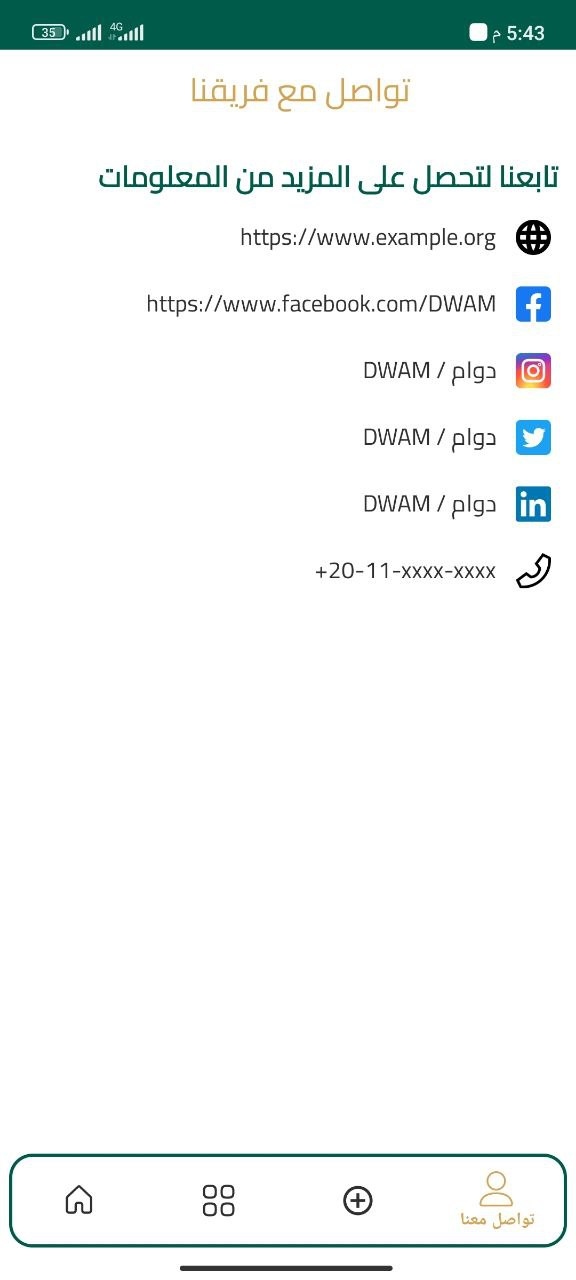 35 4G 5:43 م
تواصل مع فريقنا
تابعنا لتحصل على المزيد من المعلومات
https://www.example.org
https://www.facebook.com/DWAM
دوام / DWAM
دوام / DWAM
دوام / DWAM
+20-11-xxxx-xxxx
تواصل معنا